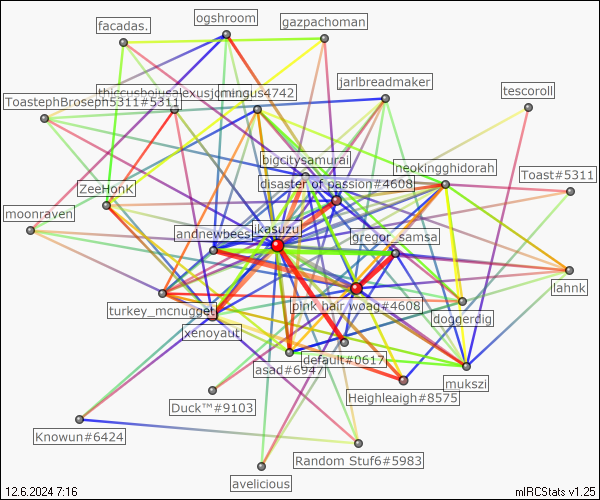 ogshroom
gazpachoman
facadas.
jarlbreadmaker
tescoroll
ToastephBroseph5311#5311
bigcitysamurai
neokingghidorah
Toast#5311
disaster of passion#4608
ZeeHonK
moonraven
andnewbees
ikasuzu
gregor_samsa
lahnk
turkey_mcnugget
pink hair woag#4608
doggerdig
xenoyaut
default#0617
asad#6947
mukszi
Heighleaigh#8575
Duck™#9103
Knowun#6424
Random Stuf6#5983
avelicious
12.6.2024 7:16
mIRCStats v1.25